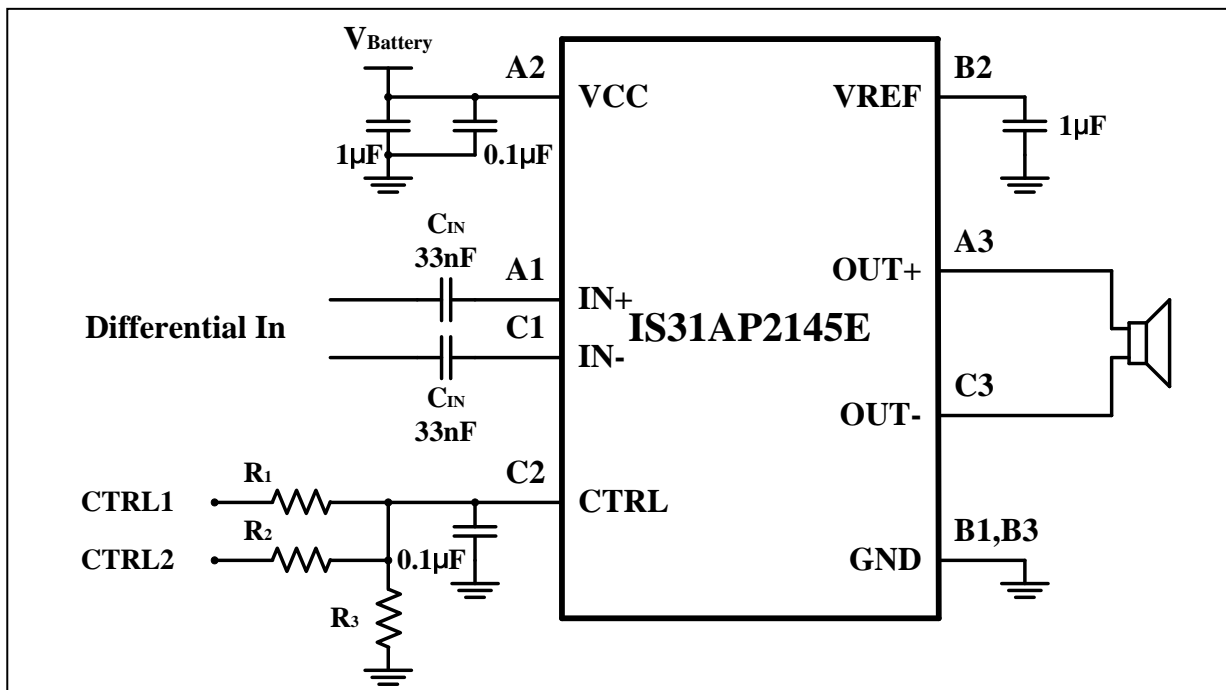 VBattery
A2
VCC
1µF
0.1µF
B2
VREF
1µF
CIN
33nF
A1
IN+
Differential In
C1
IN-
CIN
33nF
IS31AP2145E
A3
OUT+
C3
OUT-
R1
CTRL1
R2
CTRL2
R3
0.1µF
C2
CTRL
B1,B3
GND